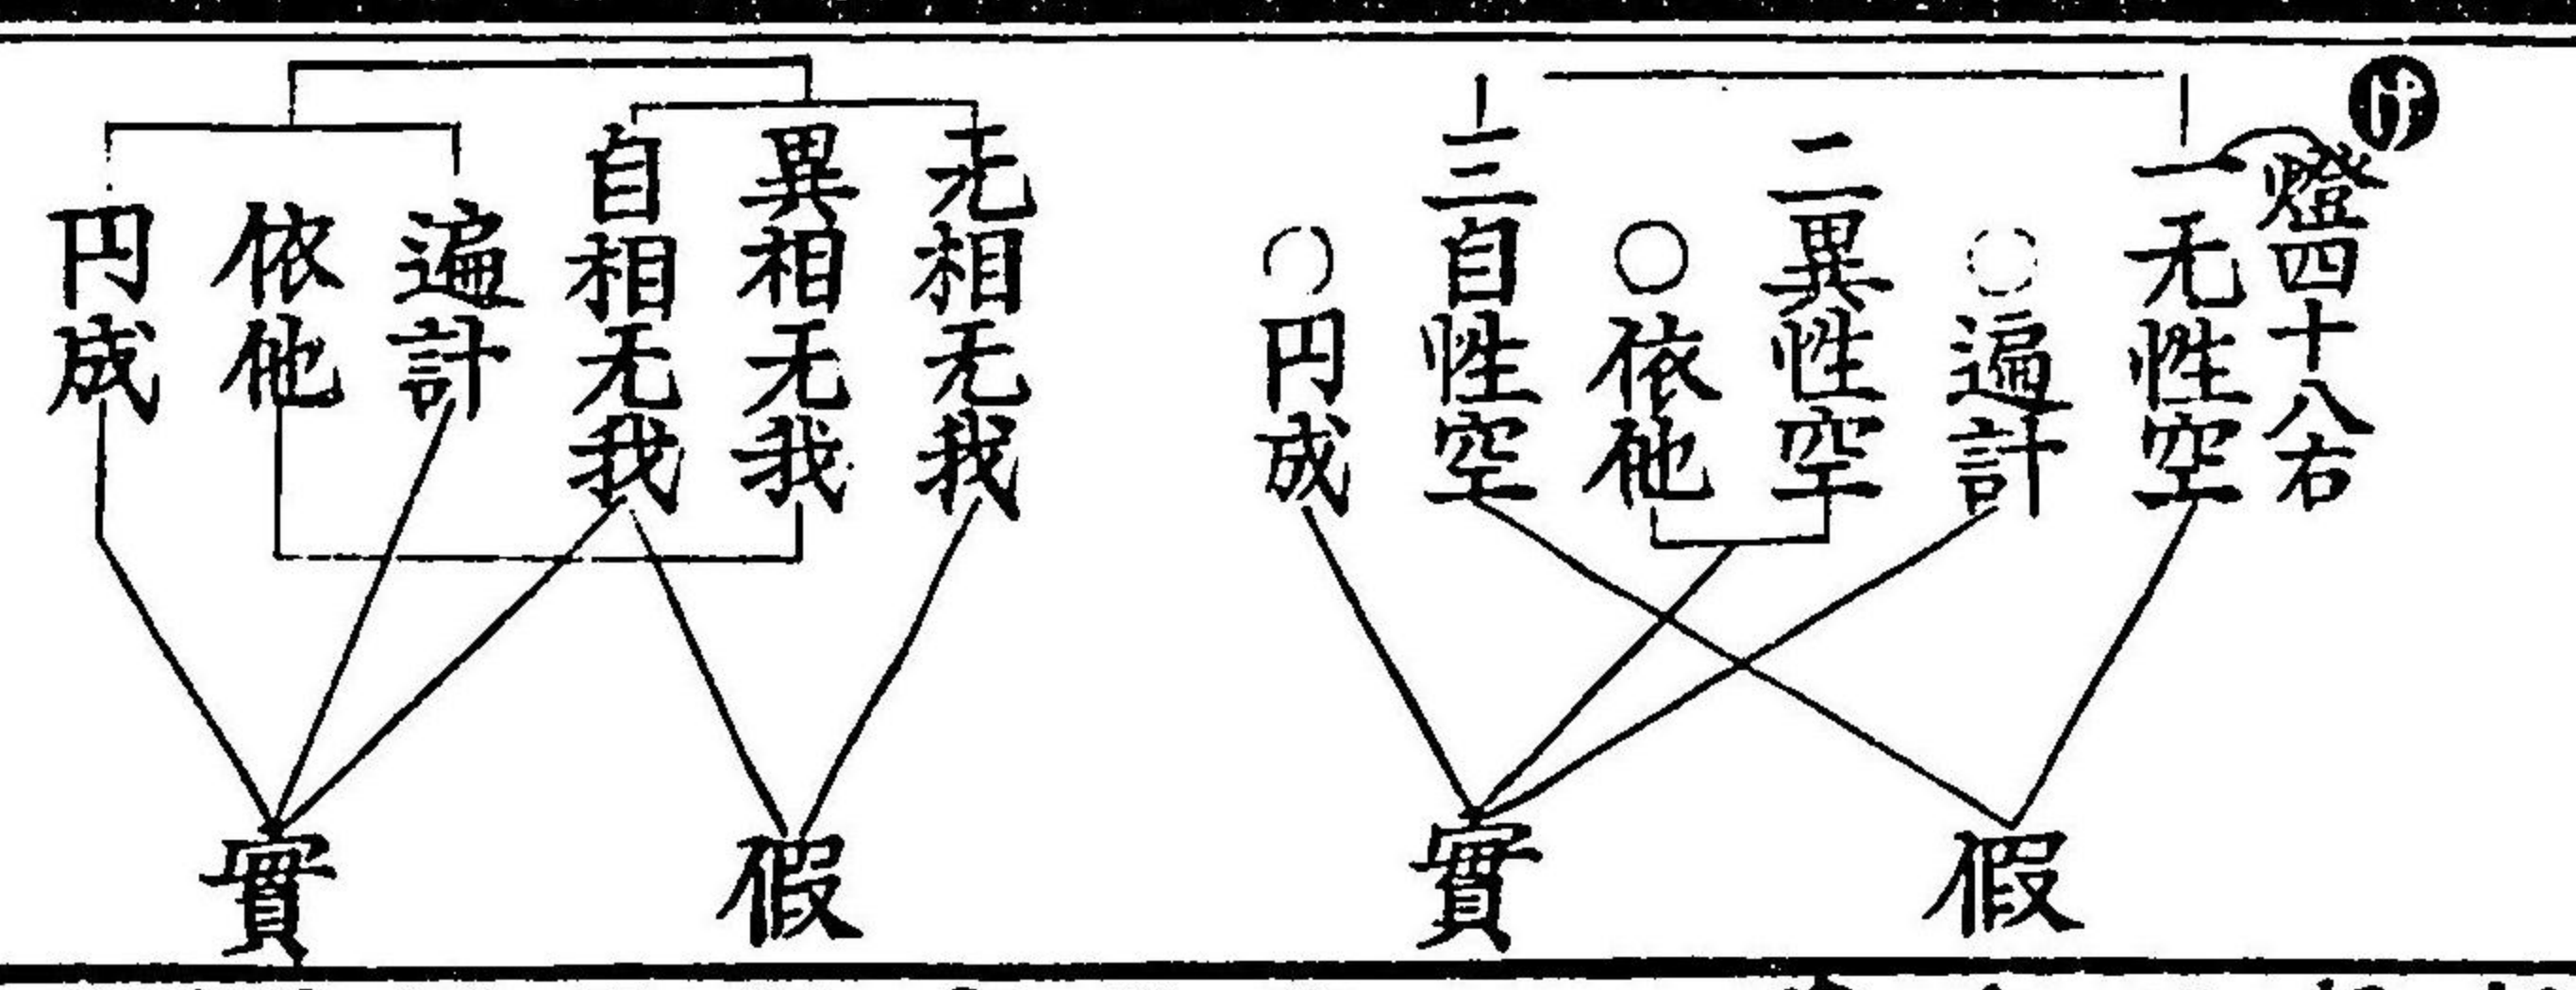 け
燈四十八右
一无性空
○遍計
二異性空
○依他
三自性空
○円成
假
實
无相无我
異相无我
自相无我
遍計
依他
円成
假
實